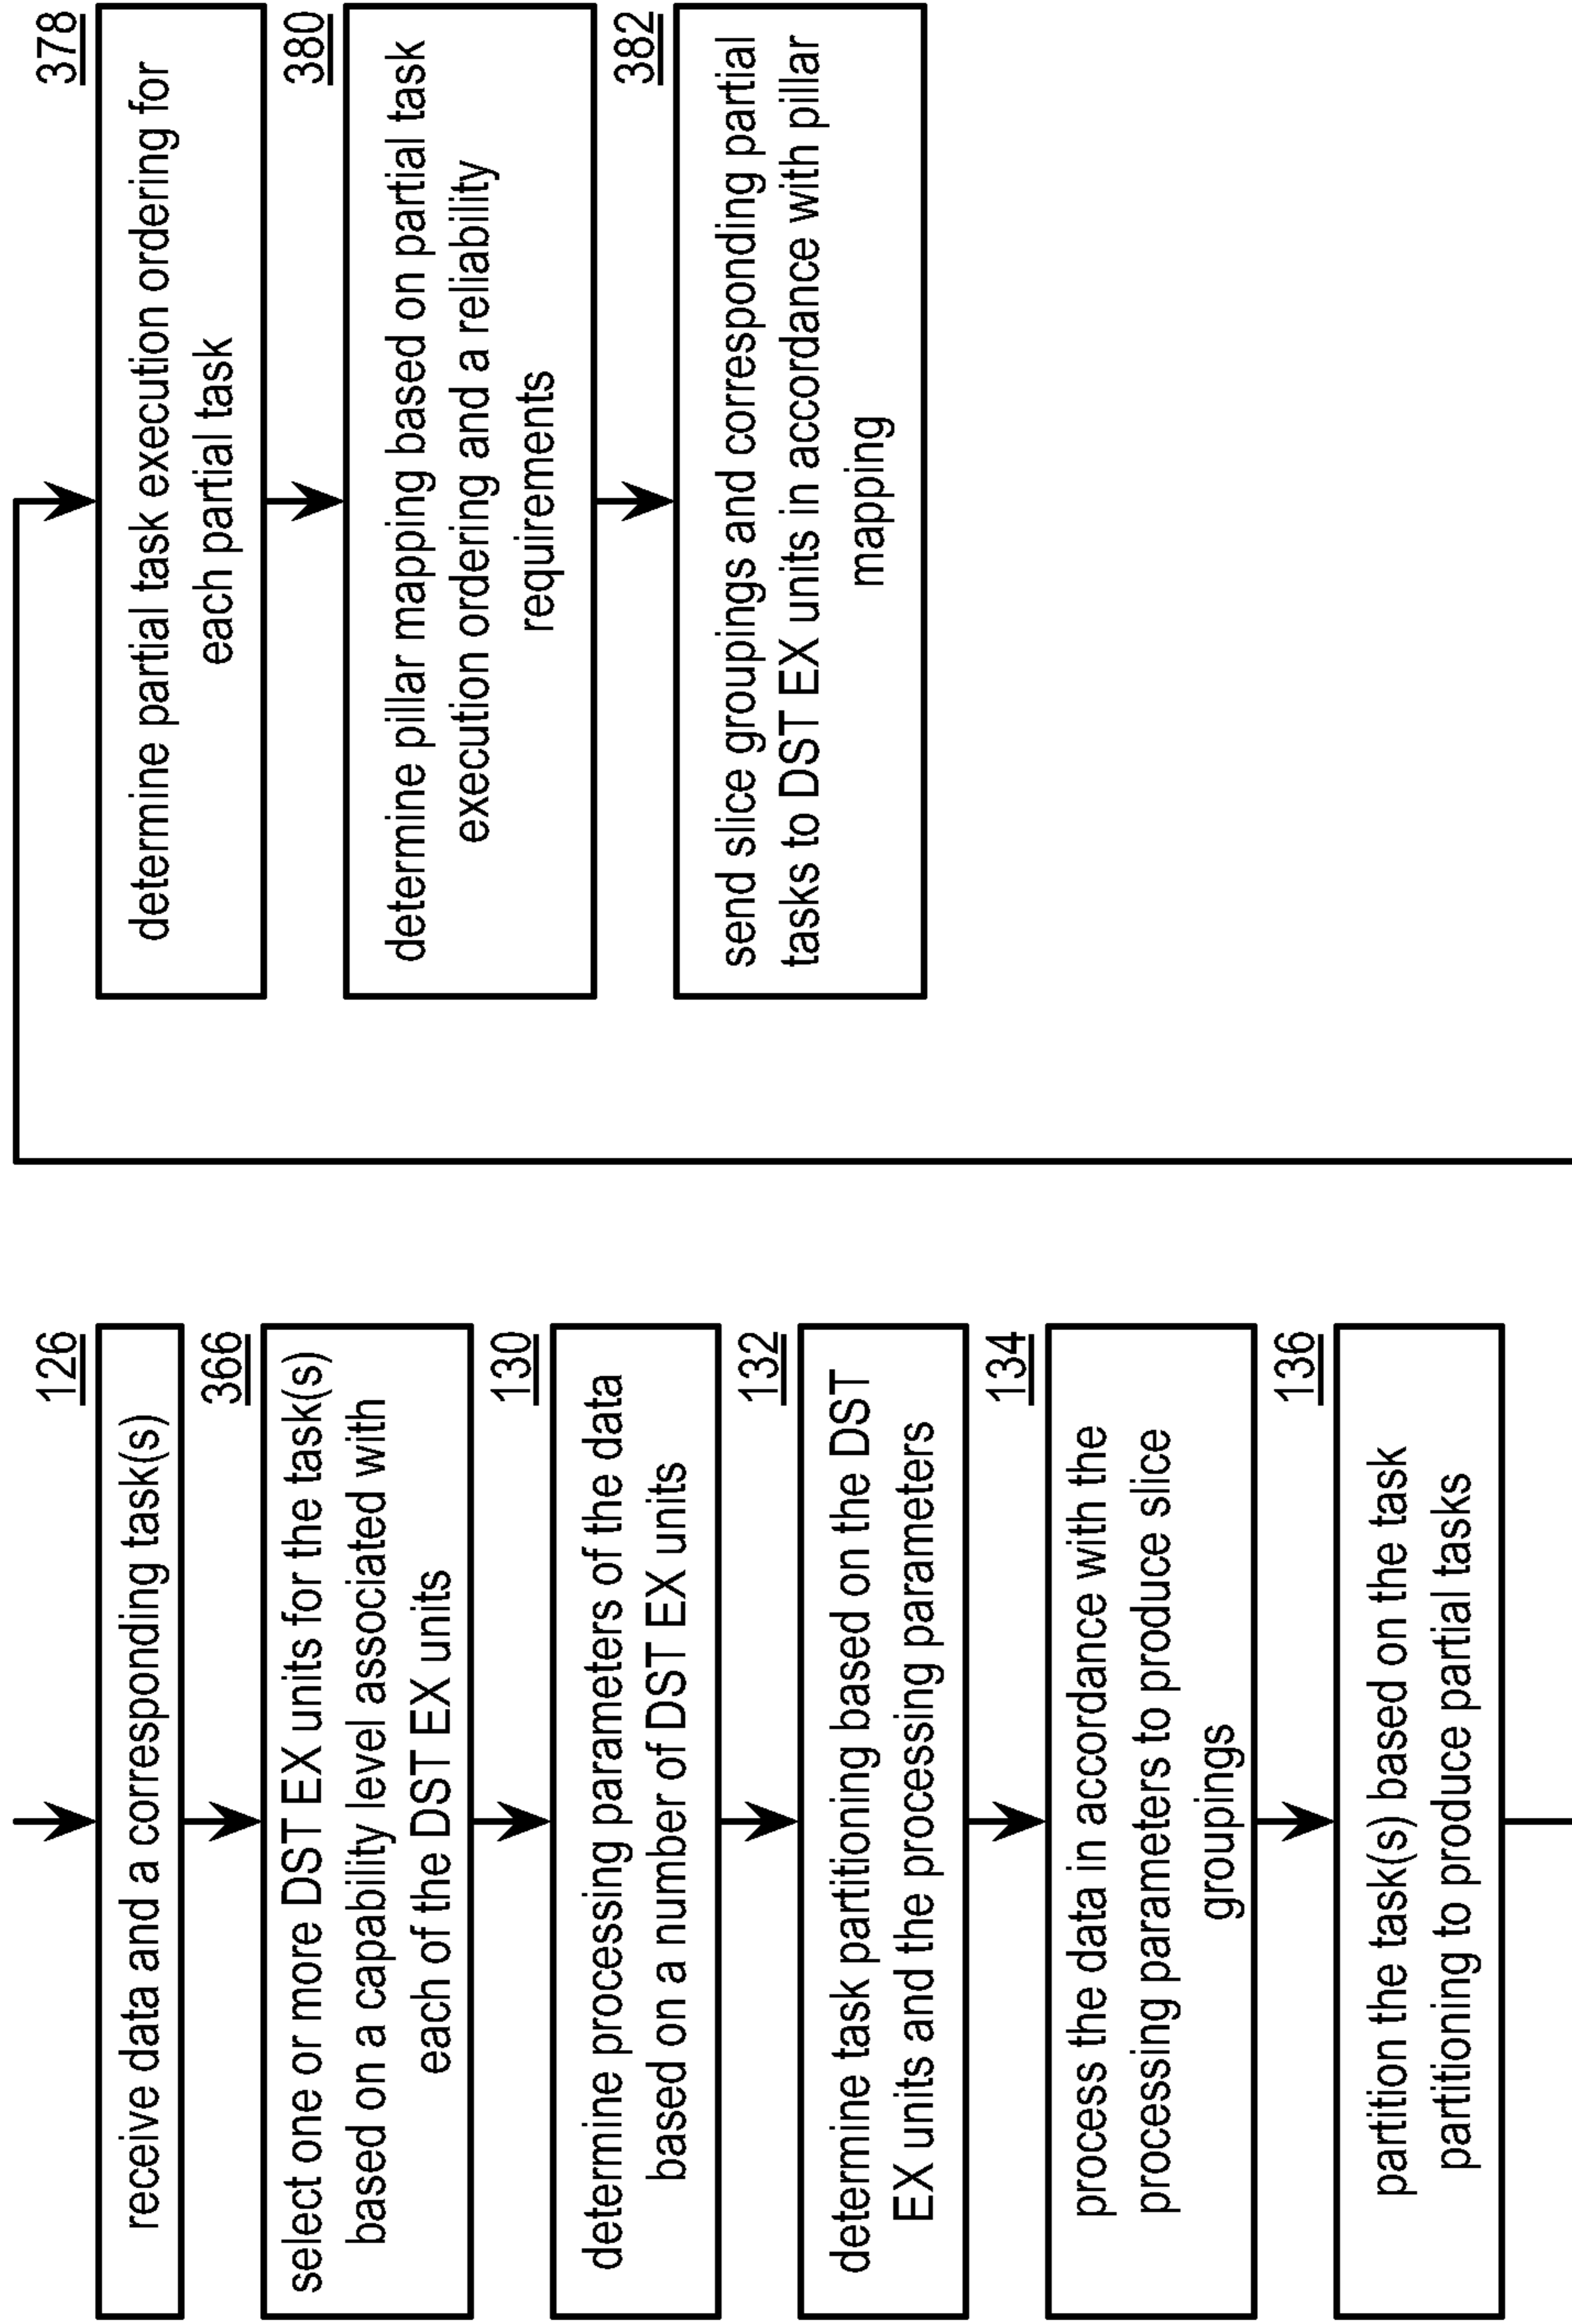 126
receive data and a corresponding task(s)
366
select one or more DST EX units for the task(s)
based on a capability level associated with
each of the DST EX units
130
determine processing parameters of the data
based on a number of DST EX units
132
determine task partitioning based on the DST
EX units and the processing parameters
134
process the data in accordance with the
processing parameters to produce slice
groupings
136
partition the task(s) based on the task
partitioning to produce partial tasks
378
determine partial task execution ordering for
each partial task
380
determine pillar mapping based on partial task
execution ordering and a reliability
requirements
382
send slice groupings and corresponding partial
tasks to DST EX units in accordance with pillar
mapping